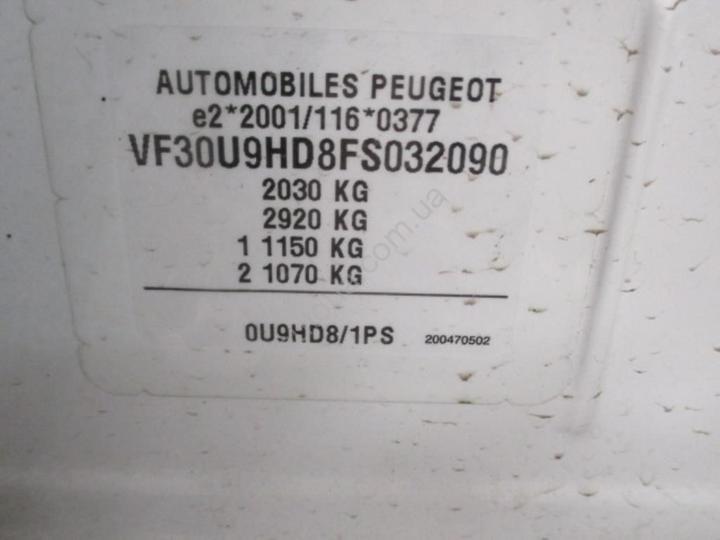 AUTOMOBILES PEUGEOT
e2*2001/116*0377
VF30U9HD8FS032090
2030 KG
2920 KG
1 1150 KG
2 1070 KG
0U9HD8/1PS 200470502